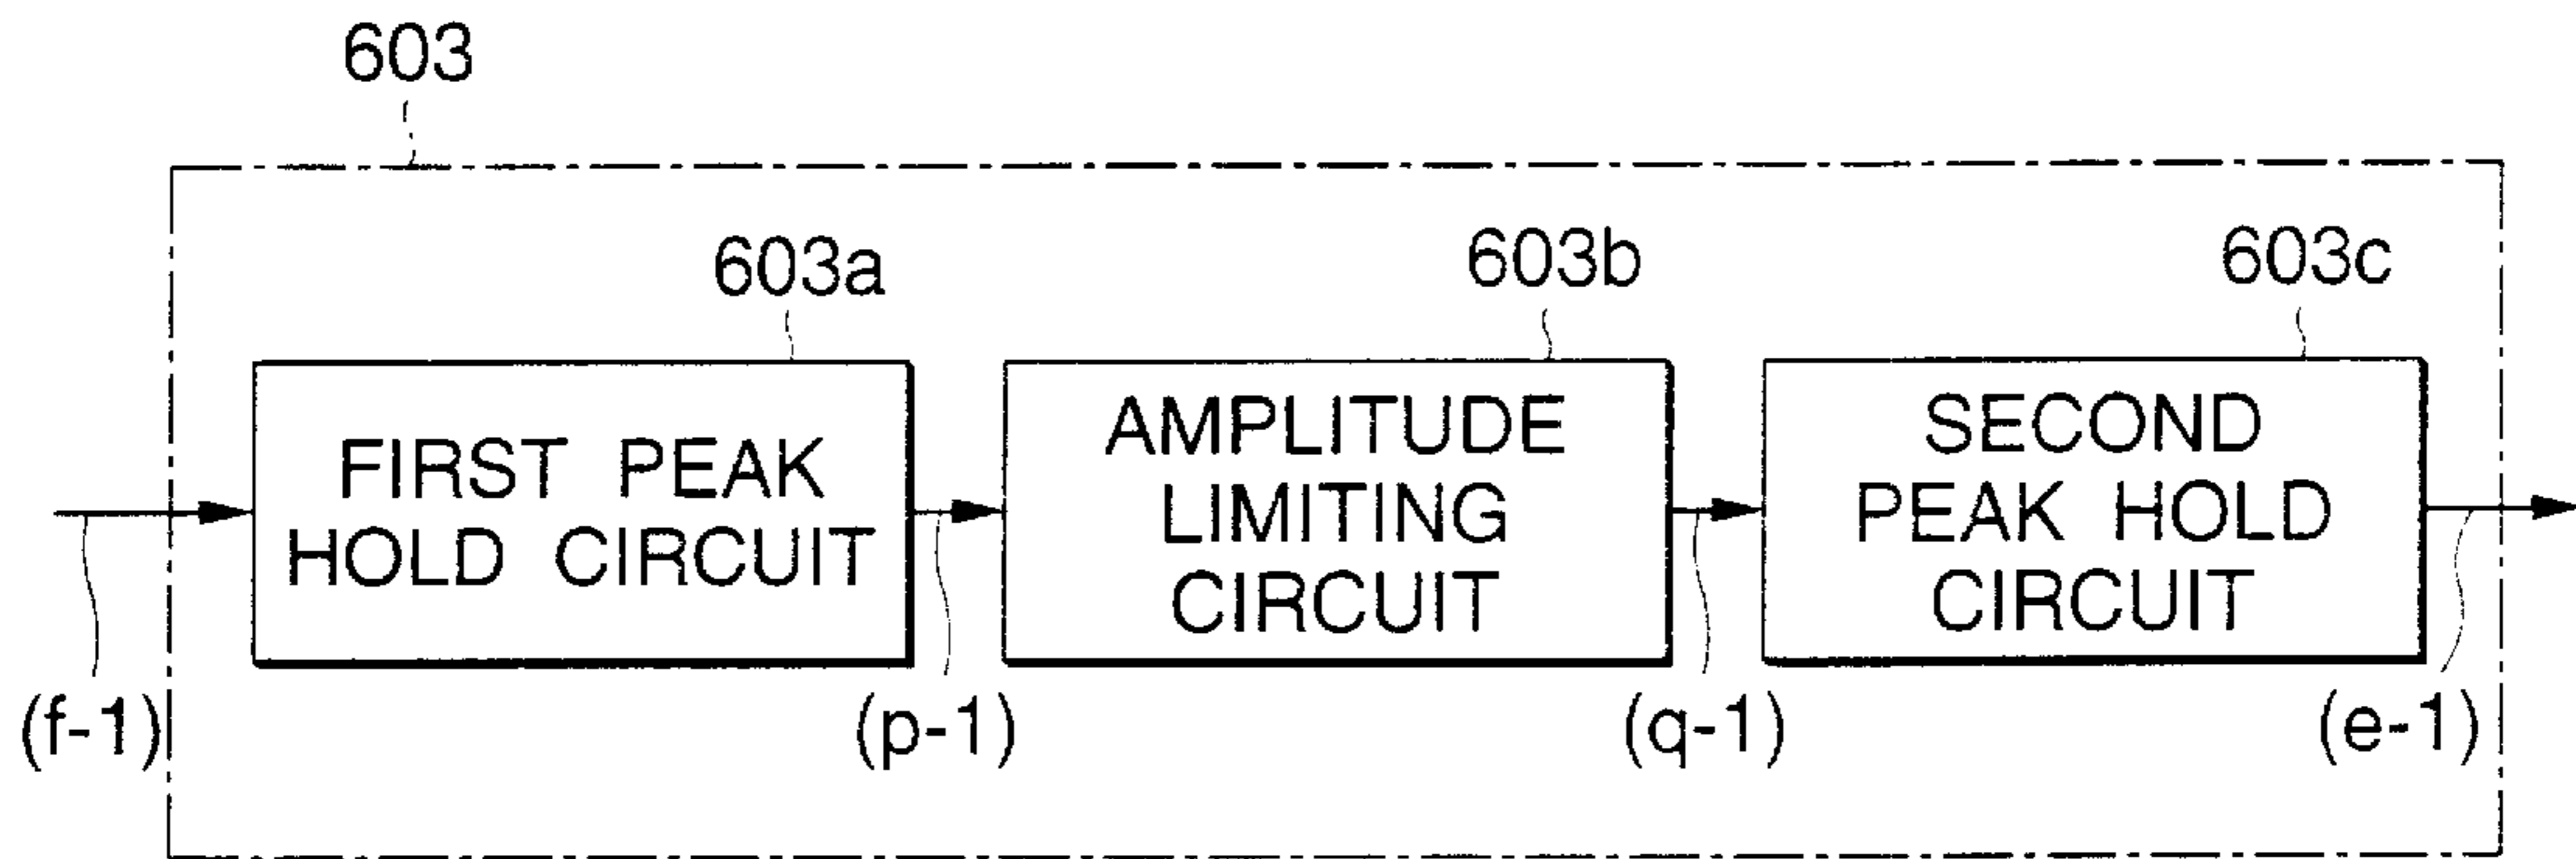 603
603a
603b
603c
FIRST PEAK
HOLD CIRCUIT
AMPLITUDE
LIMITING
CIRCUIT
SECOND
PEAK HOLD
CIRCUIT
(f-1)
(p-1)
(q-1)
(e-1)